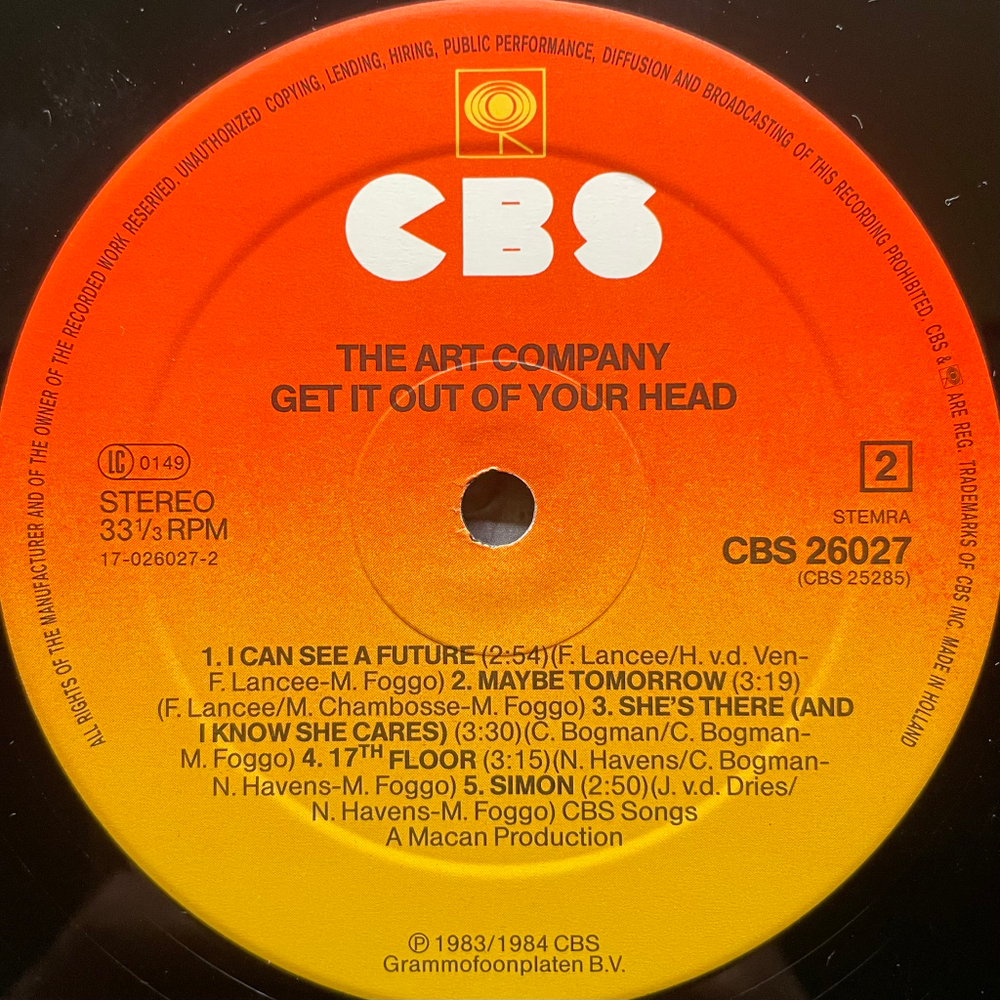 ALL RIGHTS OF THE MANUFACTURER AND OF THE OWNER OF THE RECORDED WORK RESERVED. UNAUTHORIZED COPYING, LENDING, HIRING, PUBLIC PERFORMANCE, DIFFUSION AND BROADCASTING OF THIS RECORDING PROHIBITED. CBS & ARE REG. TRADEMARKS OF CBS INC. MADE IN HOLLAND
CBS
THE ART COMPANY
GET IT OUT OF YOUR HEAD
LC 0149
STEREO
33 1/3 RPM
17-026027-2
2
STEMRA
CBS 26027
(CBS 25285)
1. I CAN SEE A FUTURE (2:54)(F. Lancee/H. v.d. Ven-
F. Lancee-M. Foggo) 2. MAYBE TOMORROW (3:19)
(F. Lancee/M. Chambosse-M. Foggo) 3. SHE'S THERE (AND
I KNOW SHE CARES) (3:30)(C. Bogman/C. Bogman-
M. Foggo) 4. 17TH FLOOR (3:15)(N. Havens/C. Bogman-
N. Havens-M. Foggo) 5. SIMON (2:50)(J. v.d. Dries/
N. Havens-M. Foggo) CBS Songs
A Macan Production
℗ 1983/1984 CBS
Grammofoonplaten B.V.